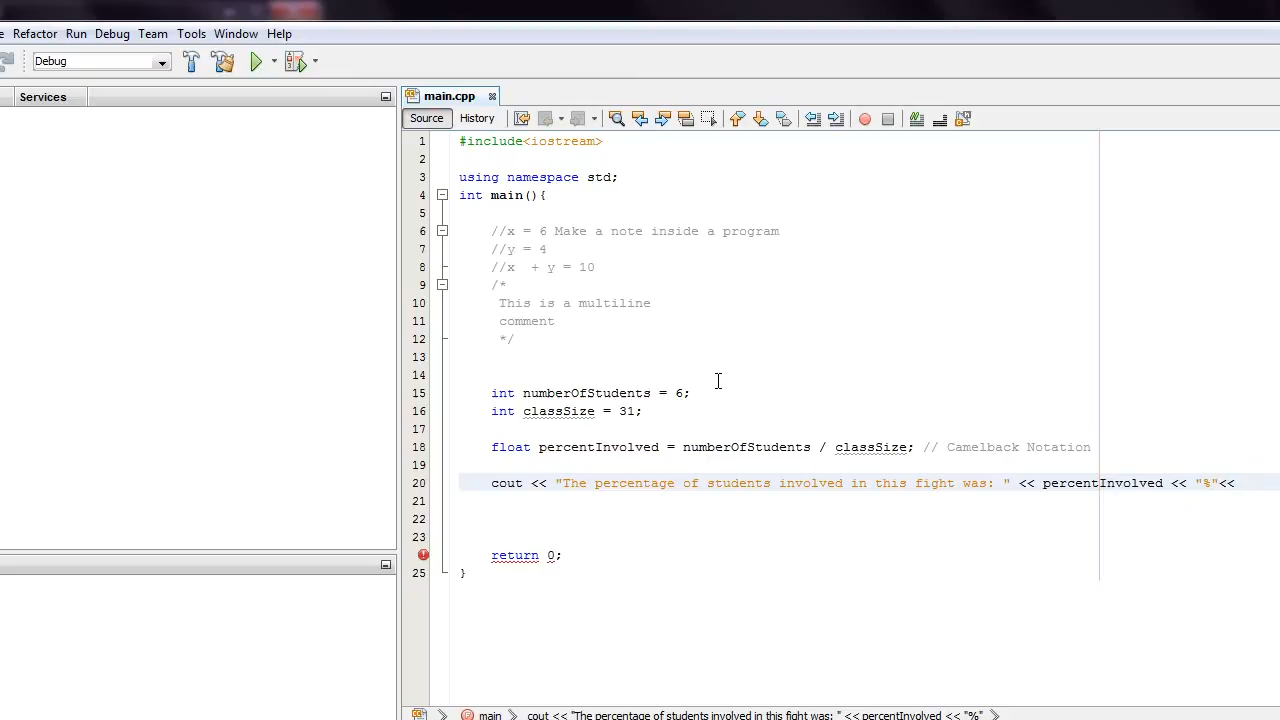 e Refactor Run Debug Team Tools Window Help
Debug
Services
main.cpp
Source History
1 #include<iostream>
2
3 using namespace std;
4 int main(){
5
6 //x = 6 Make a note inside a program
7 //y = 4
8 //x  + y = 10
9 /*
10 This is a multiline
11 comment
12 */
13
14
15 int numberOfStudents = 6;
16 int classSize = 31;
17
18 float percentInvolved = numberOfStudents / classSize; // Camelback Notation
19
20 cout << "The percentage of students involved in this fight was: " << percentInvolved << "%"<<
21
22
23
return 0;
25 }
main cout << "The percentage of students involved in this fight was: " << percentInvolved << "%"